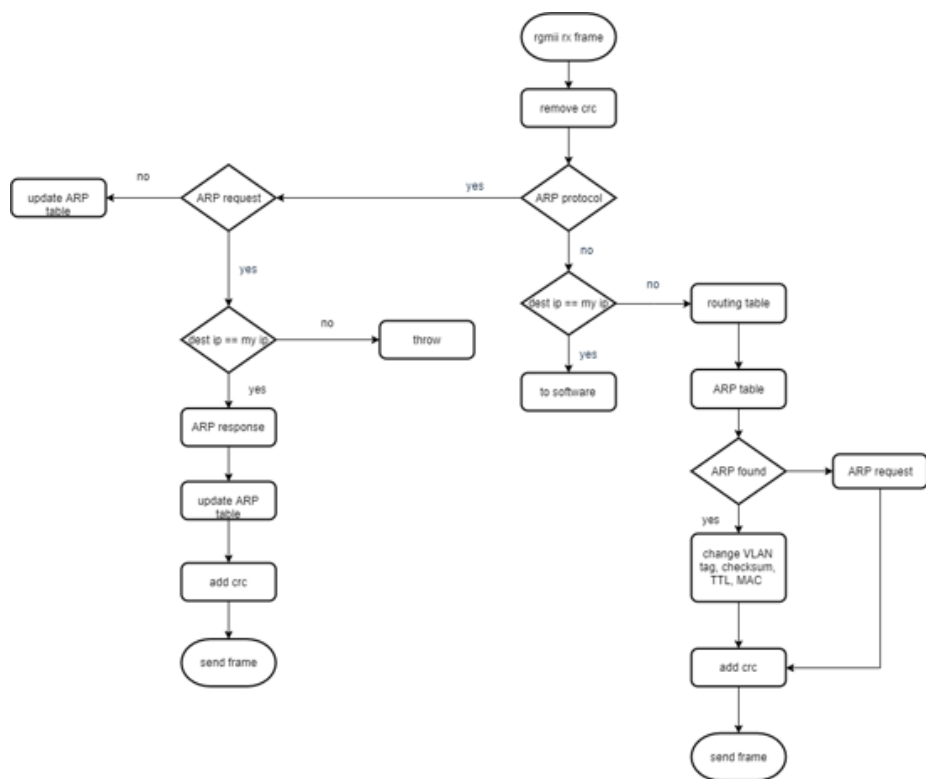 rgmii rx frame
remove crc
ARP protocol
yes
ARP request
no
update ARP
table
no
yes
dest ip == my ip
no
routing table
dest ip == my ip
no
throw
yes
to software
ARP table
yes
ARP response
ARP found
ARP request
update ARP
table
yes
change VLAN
tag, checksum,
TTL, MAC
add crc
send frame
add crc
send frame